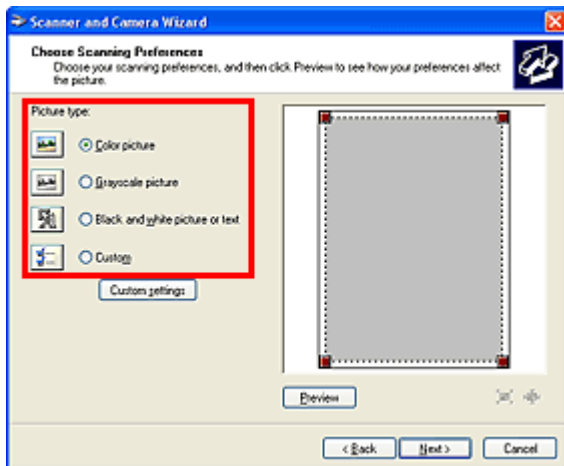 Scanner and Camera Wizard
Choose Scanning Preferences
Choose your scanning preferences, and then click Preview to see how your preferences affect
the picture.
Picture type:
Color picture
Grayscale picture
Black and white picture or text
Custom
Custom settings
Preview
< Back
Next >
Cancel